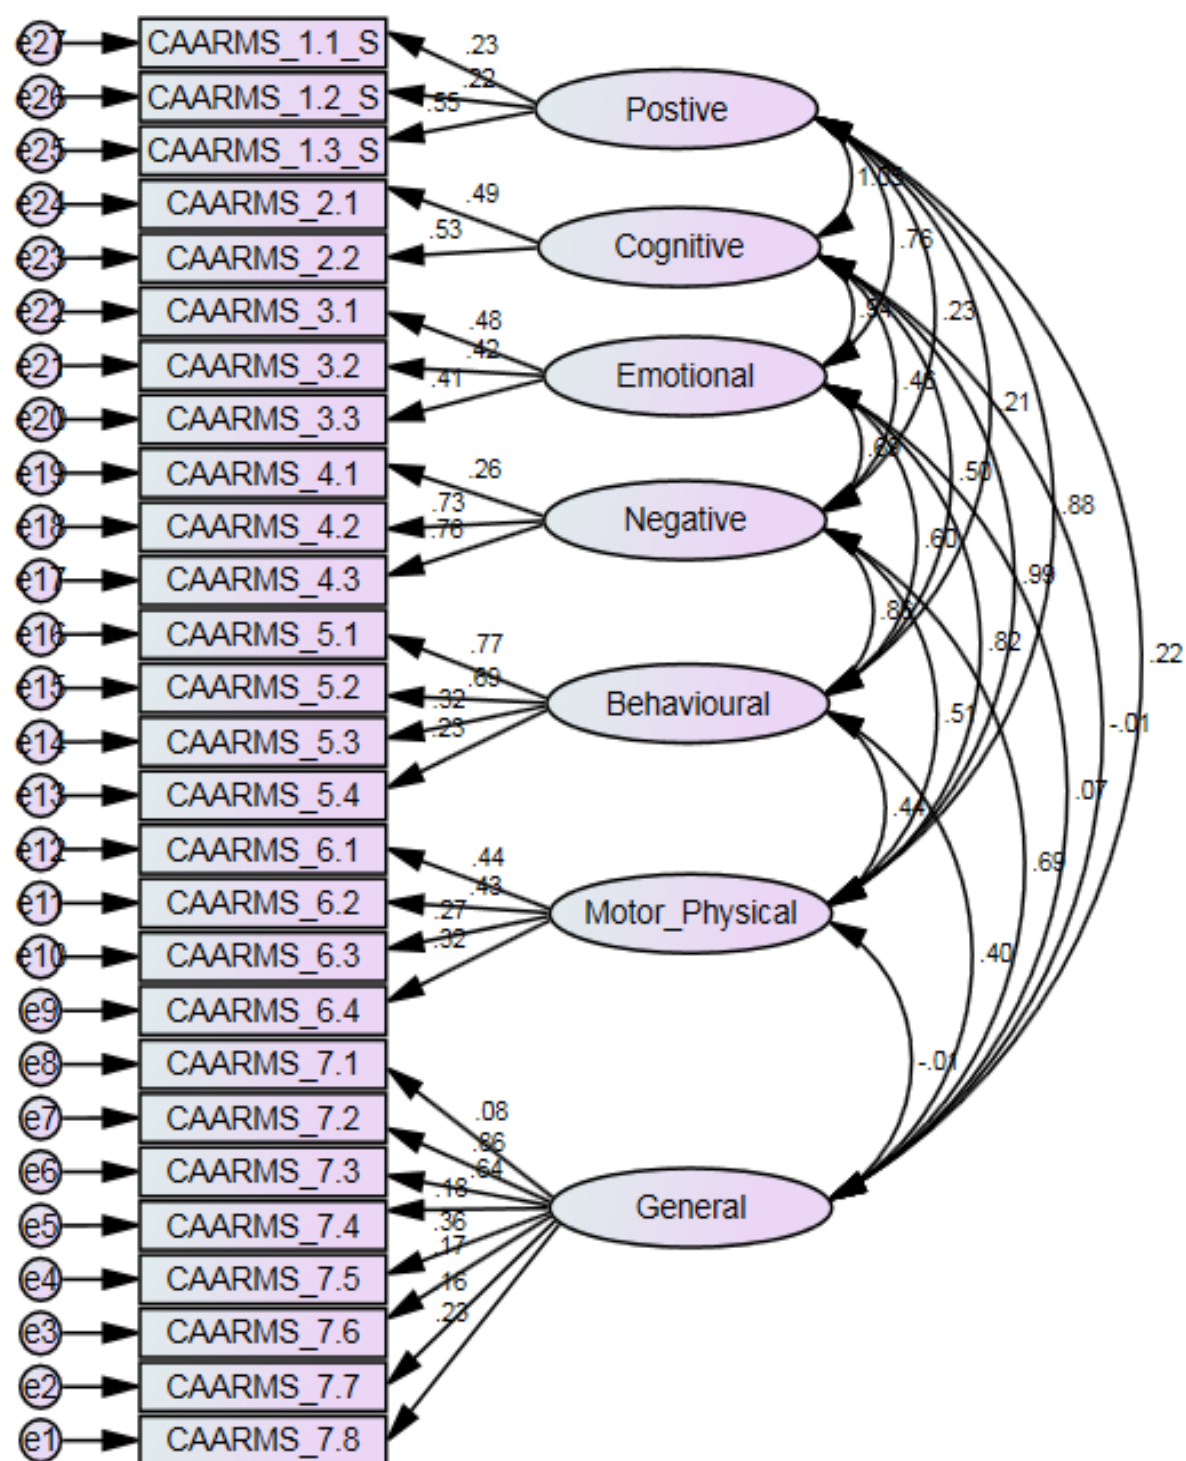 e27 CAARMS_1.1_S .23
e26 CAARMS_1.2_S .22
e25 CAARMS_1.3_S .55
Postive
e24 CAARMS_2.1 .49
e23 CAARMS_2.2 .53
Cognitive
e22 CAARMS_3.1 .48
e21 CAARMS_3.2 .42
e20 CAARMS_3.3 .41
Emotional
e19 CAARMS_4.1 .26
e18 CAARMS_4.2 .73
e17 CAARMS_4.3 .76
Negative
e16 CAARMS_5.1 .77
e15 CAARMS_5.2 .69
e14 CAARMS_5.3 .32
e13 CAARMS_5.4 .23
Behavioural
e12 CAARMS_6.1 .44
e11 CAARMS_6.2 .43
e10 CAARMS_6.3 .27
e9 CAARMS_6.4 .32
Motor_Physical
e8 CAARMS_7.1 .08
e7 CAARMS_7.2 .86
e6 CAARMS_7.3 .64
e5 CAARMS_7.4 .18
e4 CAARMS_7.5 .36
e3 CAARMS_7.6 .17
e2 CAARMS_7.7 .16
e1 CAARMS_7.8 .23
General
.76
.23
.94
.21
.50
.88
.60
.99
.82
.22
.51
-.01
.07
.44
.69
.40
-.01